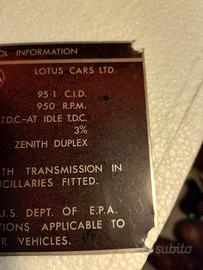 OL INFORMATION
LOTUS CARS LTD.
95·1 C.I.D.
950 R.P.M.
T.D.C.-AT IDLE T.D.C.
3%
ZENITH DUPLEX
TH TRANSMISSION IN
CILLARIES FITTED.
U.S. DEPT. OF E.P.A.
TIONS APPLICABLE TO
R VEHICLES.
subito